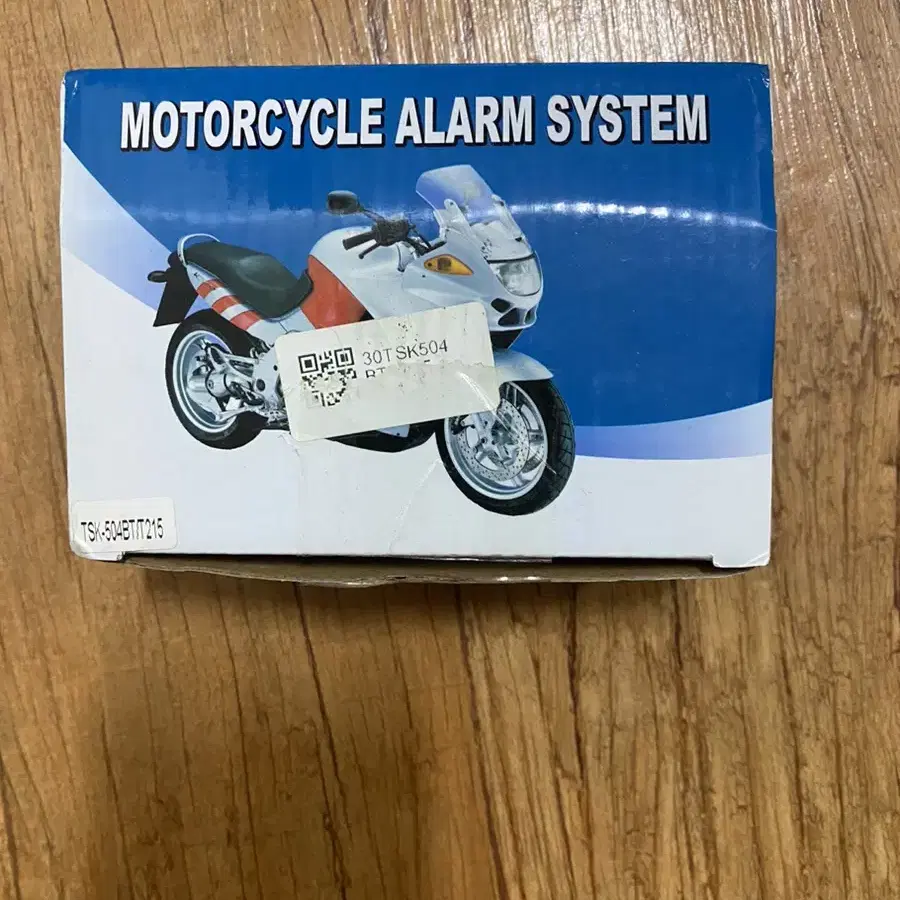 MOTORCYCLE ALARM SYSTEM
30TSK504
TSK-504BT/T215